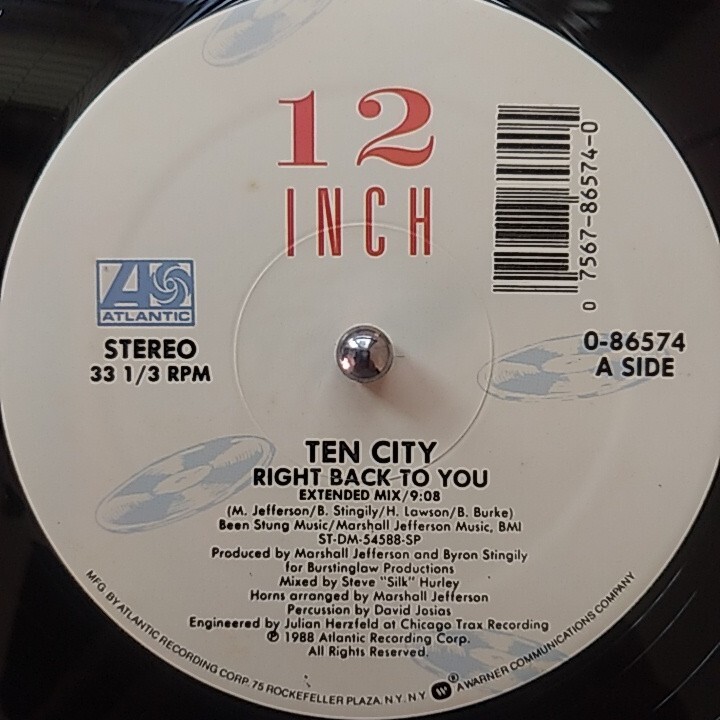 12
INCH
0 7567-86574-0
ATLANTIC
STEREO
33 1/3 RPM
0-86574
A SIDE
TEN CITY
RIGHT BACK TO YOU
EXTENDED MIX/9:08
(M. Jefferson/B. Stingily/H. Lawson/B. Burke)
Been Stung Music/Marshall Jefferson Music, BMI
ST-DM-54588-SP
Produced by Marshall Jefferson and Byron Stingily
for Burstinglaw Productions
Mixed by Steve "Silk" Hurley
Horns arranged by Marshall Jefferson
Percussion by David Josias
Engineered by Julian Herzfeld at Chicago Trax Recording
℗ 1988 Atlantic Recording Corp.
All Rights Reserved.
MFG. BY ATLANTIC RECORDING CORP. 75 ROCKEFELLER PLAZA, N.Y. N.Y. ® A WARNER COMMUNICATIONS COMPANY